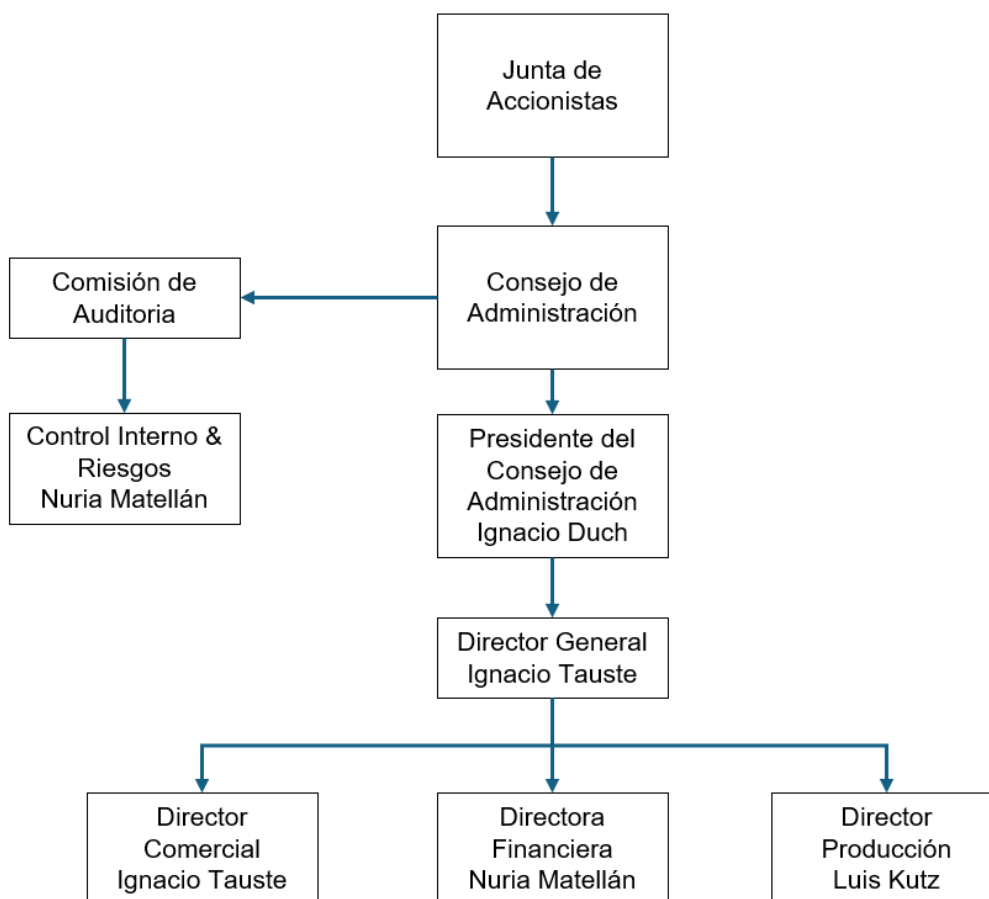 Junta de
Accionistas
Consejo de
Administración
Comisión de
Auditoria
Control Interno &
Riesgos
Nuria Matellán
Presidente del
Consejo de
Administración
Ignacio Duch
Director General
Ignacio Tauste
Director
Comercial
Ignacio Tauste
Directora
Financiera
Nuria Matellán
Director
Producción
Luis Kutz